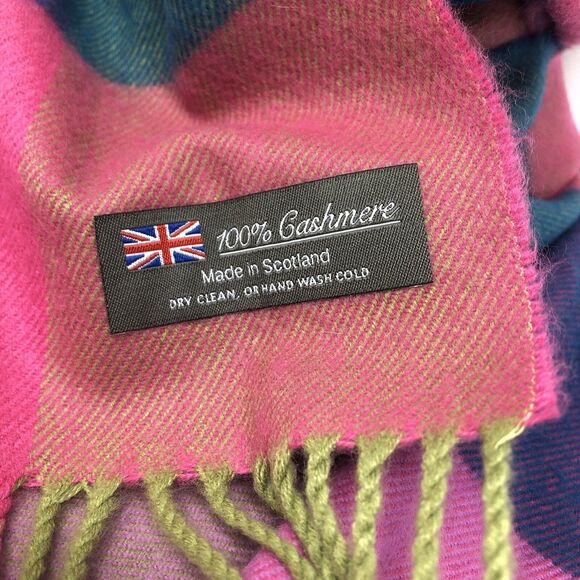 100% Cashmere
Made in Scotland
DRY CLEAN, OR HAND WASH COLD